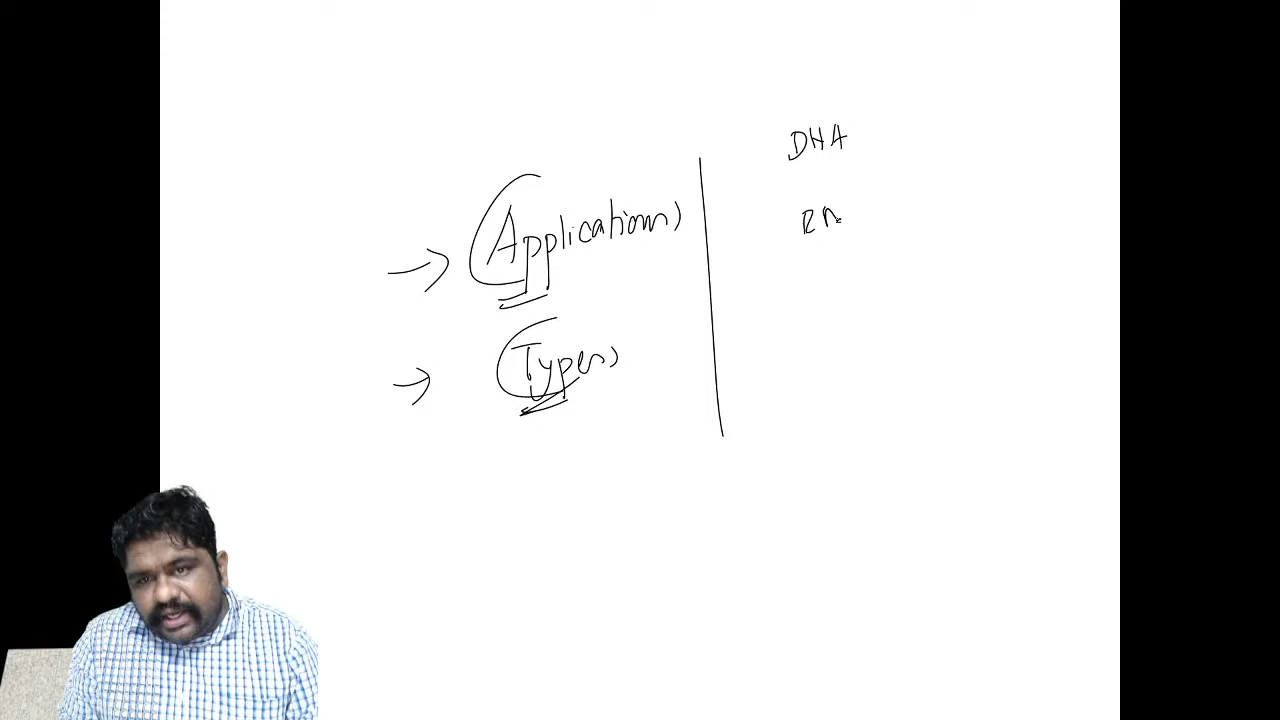 → Applications
→ Types
DNA
RN